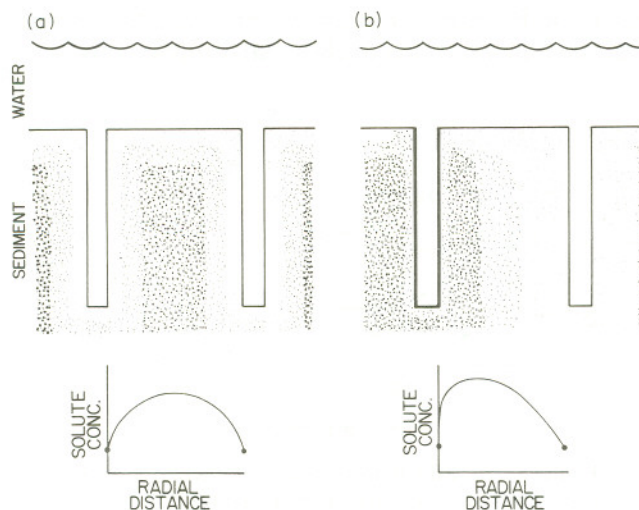 (a)
(b)
WATER
SEDIMENT
SOLUTE
CONC.
RADIAL
DISTANCE
SOLUTE
CONC.
RADIAL
DISTANCE